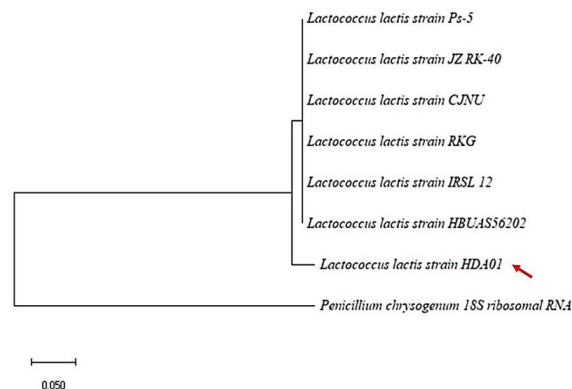 Lactococcus lactis strain Ps-5
Lactococcus lactis strain JZ RK-40
Lactococcus lactis strain CJNU
Lactococcus lactis strain RKG
Lactococcus lactis strain IRSL 12
Lactococcus lactis strain HBUAS56202
Lactococcus lactis strain HDA01
Penicillium chrysogenum 18S ribosomal RNA
0.050